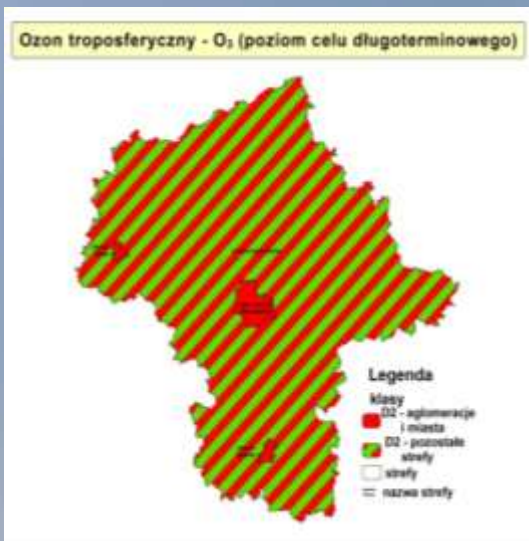 Ozon troposferyczny - O₃ (poziom celu długoterminowego)
Legenda
klasy
D2 - aglomeracje
i miasta
D2 - pozostałe
strefy
strefy
nazwa strefy